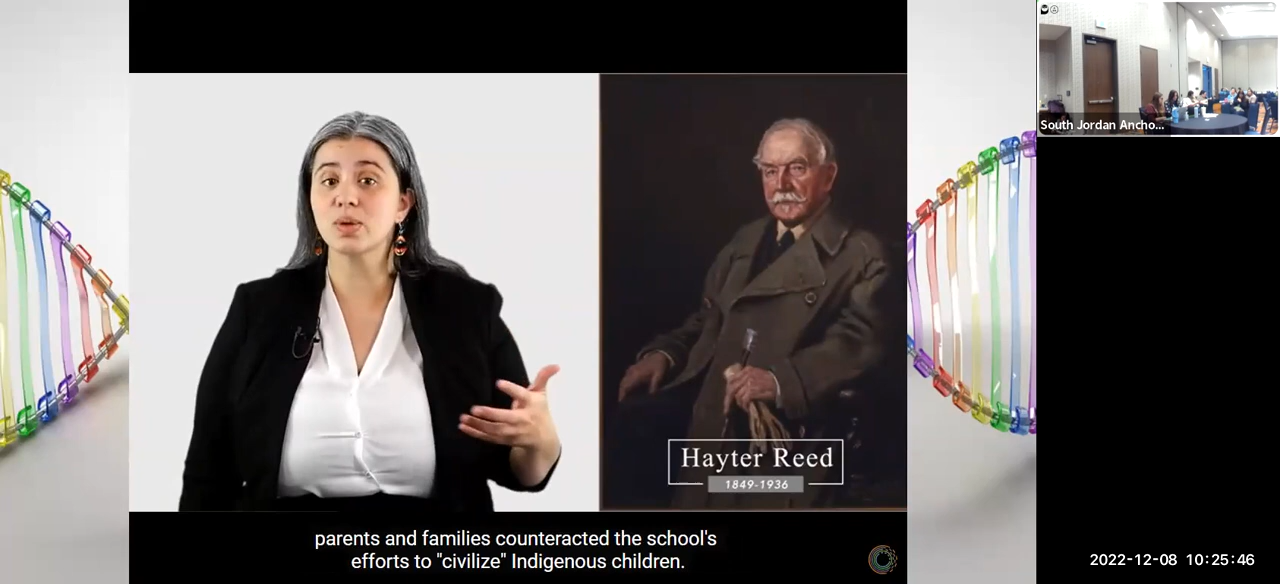 South Jordan Ancho...
Hayter Reed
1849-1936
parents and families counteracted the school's
efforts to "civilize" Indigenous children.
2022-12-08 10:25:46